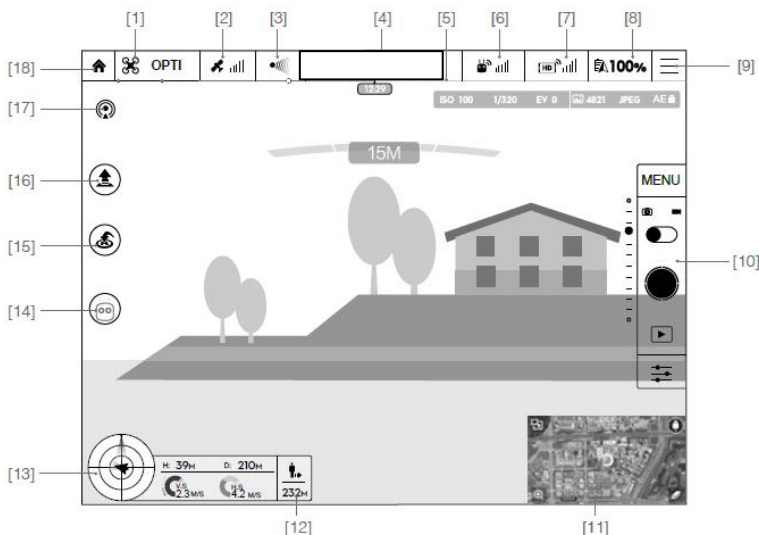 [1] [2] [3] [4] [5] [6] [7] [8]
[18] OPTI HD 100% [9]
12:29
[17] ISO 100 1/320 EV 0 4821 JPEG AE
15M
[16] MENU
[15]
[10]
[14]
[13] H: 39M D: 210M
V.S 2.3 M/S H.S 4.2 M/S 232M
[12] [11]